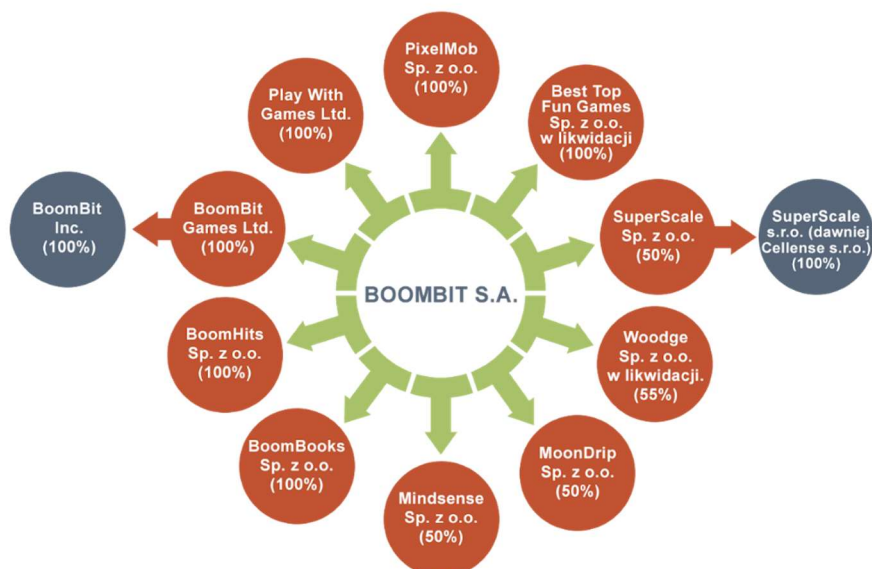 PixelMob
Sp. z o.o.
(100%)
Play With
Games Ltd.
(100%)
Best Top
Fun Games
Sp. z o.o.
w likwidacji
(100%)
BoomBit
Inc.
(100%)
BoomBit
Games Ltd.
(100%)
SuperScale
Sp. z o.o.
(50%)
SuperScale
s.r.o. (dawniej
Cellense s.r.o.)
(100%)
BOOMBIT S.A.
BoomHits
Sp. z o.o.
(100%)
Woodge
Sp. z o.o.
w likwidacji.
(55%)
BoomBooks
Sp. z o.o.
(100%)
MoonDrip
Sp. z o.o.
(50%)
Mindsense
Sp. z o.o.
(50%)